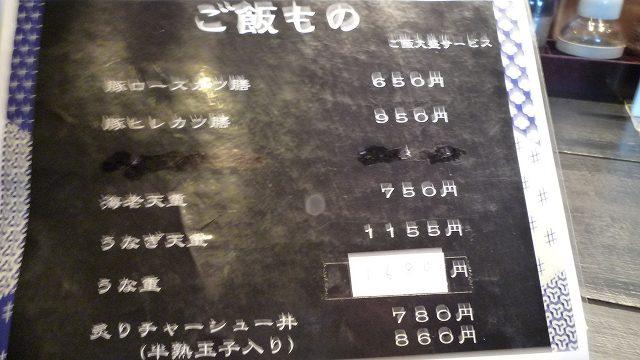 ご飯もの
ご飯大盛サービス
豚ロースカツ膳 650円
豚ヒレカツ膳 950円
海老天重 750円
うなぎ天重 1155円
うな重 円
炙りチャーシュー丼 780円
(半熟玉子入り) 860円